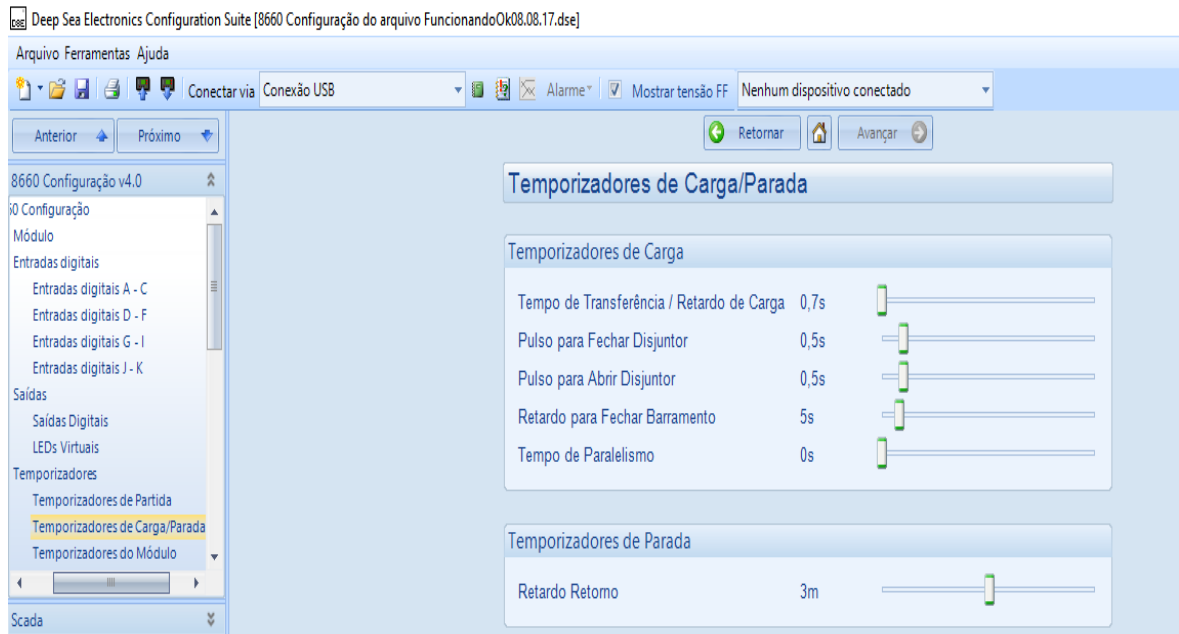 DSE Deep Sea Electronics Configuration Suite [8660 Configuração do arquivo FuncionandoOk08.08.17.dse]
Arquivo Ferramentas Ajuda
Conectar via Conexão USB Alarme Mostrar tensão FF Nenhum dispositivo conectado
Anterior Próximo
Retornar Avançar
8660 Configuração v4.0
Temporizadores de Carga/Parada
i0 Configuração
Módulo
Entradas digitais
Entradas digitais A - C
Entradas digitais D - F
Entradas digitais G - I
Entradas digitais J - K
Saídas
Saídas Digitais
LEDs Virtuais
Temporizadores
Temporizadores de Partida
Temporizadores de Carga/Parada
Temporizadores do Módulo
Scada
Temporizadores de Carga
Tempo de Transferência / Retardo de Carga 0,7s
Pulso para Fechar Disjuntor 0,5s
Pulso para Abrir Disjuntor 0,5s
Retardo para Fechar Barramento 5s
Tempo de Paralelismo 0s
Temporizadores de Parada
Retardo Retorno 3m